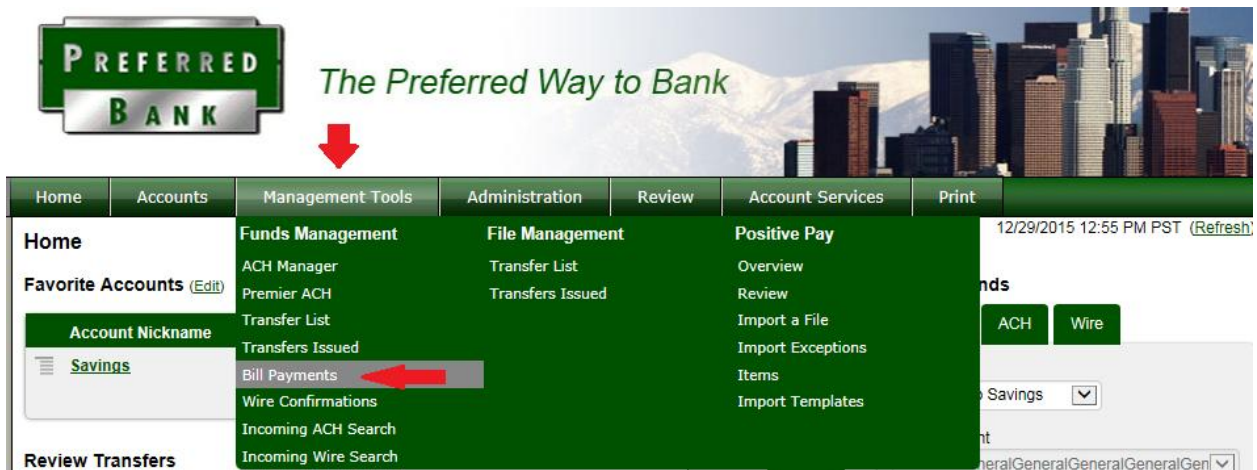 PREFERRED
BANK
The Preferred Way to Bank
Home Accounts Management Tools Administration Review Account Services Print
12/29/2015 12:55 PM PST (Refresh)
Home
Favorite Accounts (Edit)
Account Nickname
Savings
Review Transfers
Funds Management
ACH Manager
Premier ACH
Transfer List
Transfers Issued
Bill Payments
Wire Confirmations
Incoming ACH Search
Incoming Wire Search
File Management
Transfer List
Transfers Issued
Positive Pay
Overview
Review
Import a File
Import Exceptions
Items
Import Templates
nds
ACH Wire
Savings
nt
neralGeneralGeneralGeneralGen